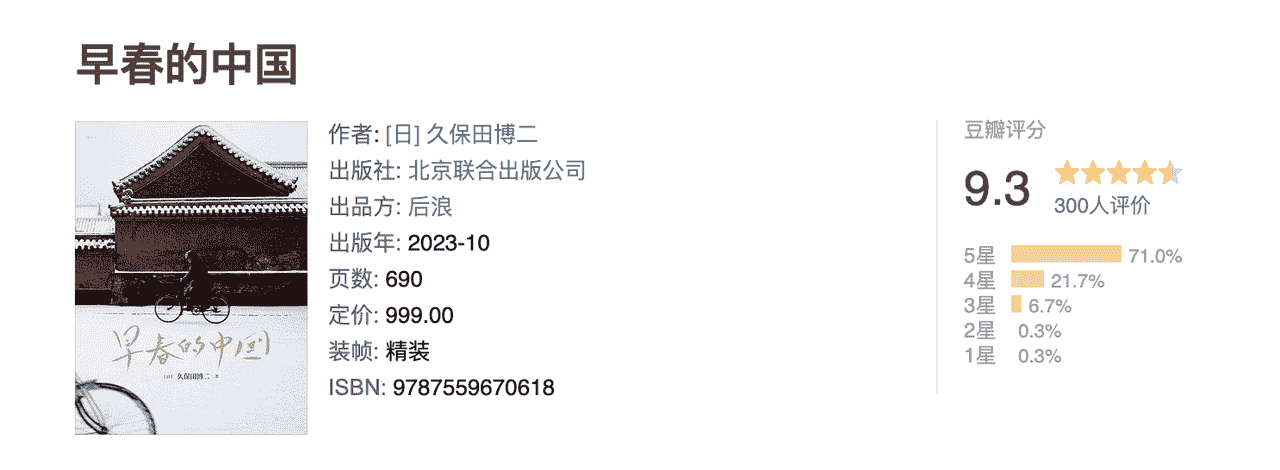 早春的中国
早春的中国
[日] 久保田博二 著
作者: [日] 久保田博二
出版社: 北京联合出版公司
出品方: 后浪
出版年: 2023-10
页数: 690
定价: 999.00
装帧: 精装
ISBN: 9787559670618
豆瓣评分
9.3
300人评价
5星 71.0%
4星 21.7%
3星 6.7%
2星 0.3%
1星 0.3%